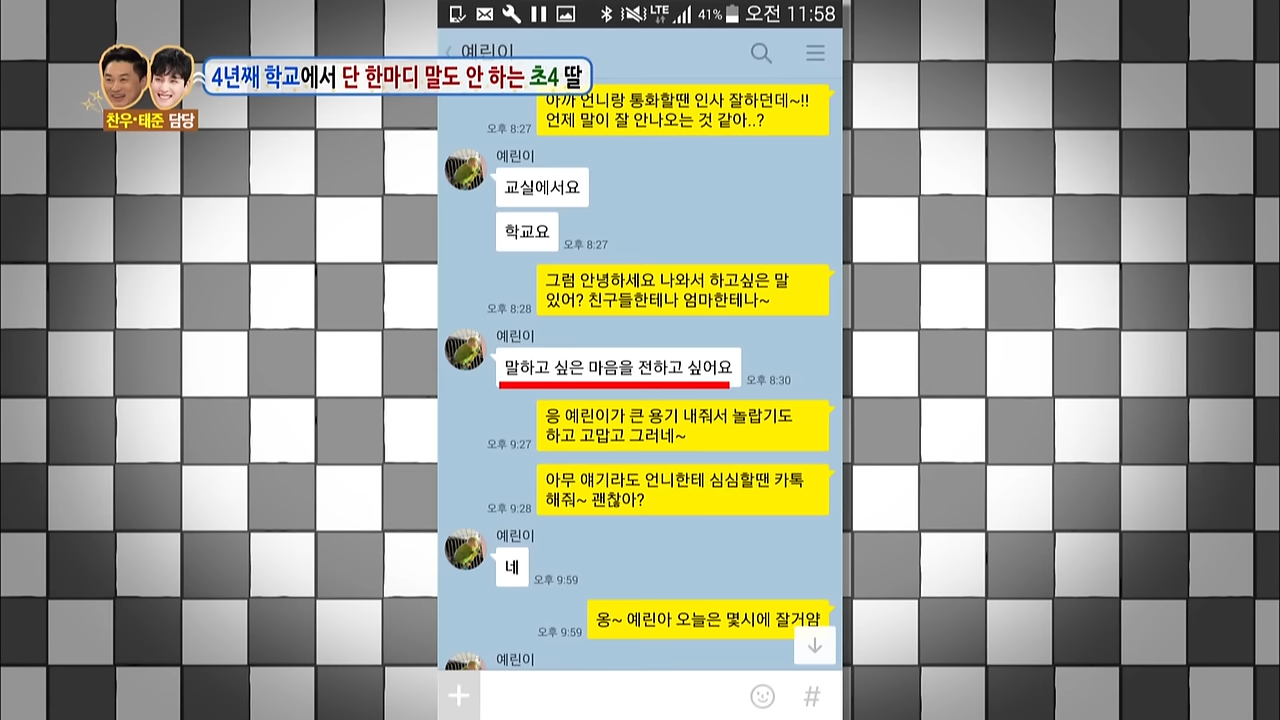 LTE 41% 오전 11:58
예린이
4년째 학교에서 단 한마디 말도 안 하는 초4 딸
찬우·태준 담당
아까 언니랑 통화할땐 인사 잘하던데~!!
언제 말이 잘 안나오는 것 같아..?
오후 8:27
예린이
교실에서요
학교요
오후 8:27
그럼 안녕하세요 나와서 하고싶은 말
있어? 친구들한테나 엄마한테나~
오후 8:28
예린이
말하고 싶은 마음을 전하고 싶어요
오후 8:30
응 예린이가 큰 용기 내줘서 놀랍기도
하고 고맙고 그러네~
오후 9:27
아무 얘기라도 언니한테 심심할땐 카톡
해줘~ 괜찮아?
오후 9:28
예린이
네
오후 9:59
옹~ 예린아 오늘은 몇시에 잘거얌
오후 9:59
예린이
+
#